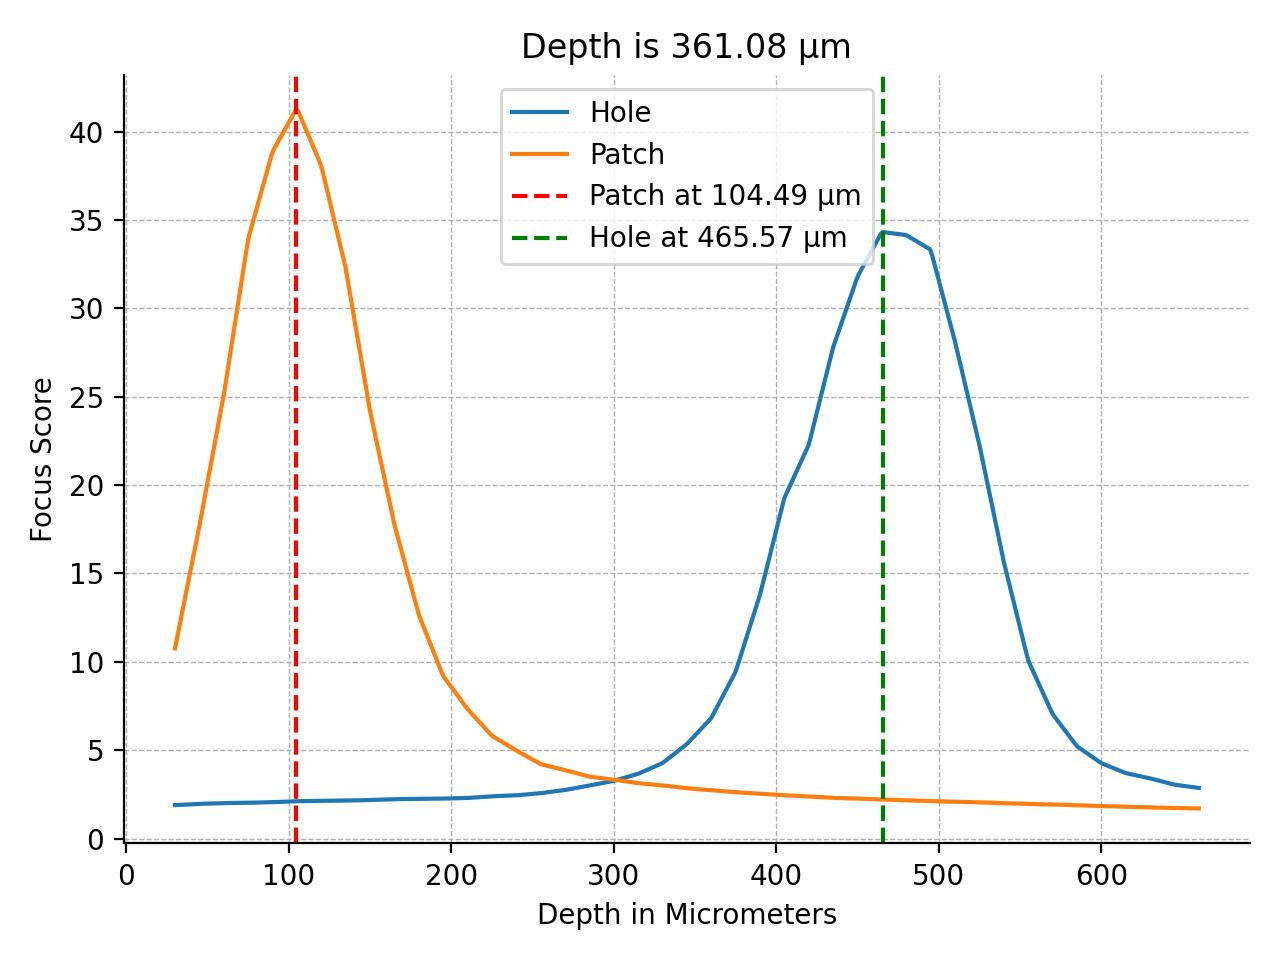 Depth is 361.08 µm
Hole
Patch
Patch at 104.49 µm
Hole at 465.57 µm
Focus Score
40
35
30
25
20
15
10
5
0
0 100 200 300 400 500 600
Depth in Micrometers